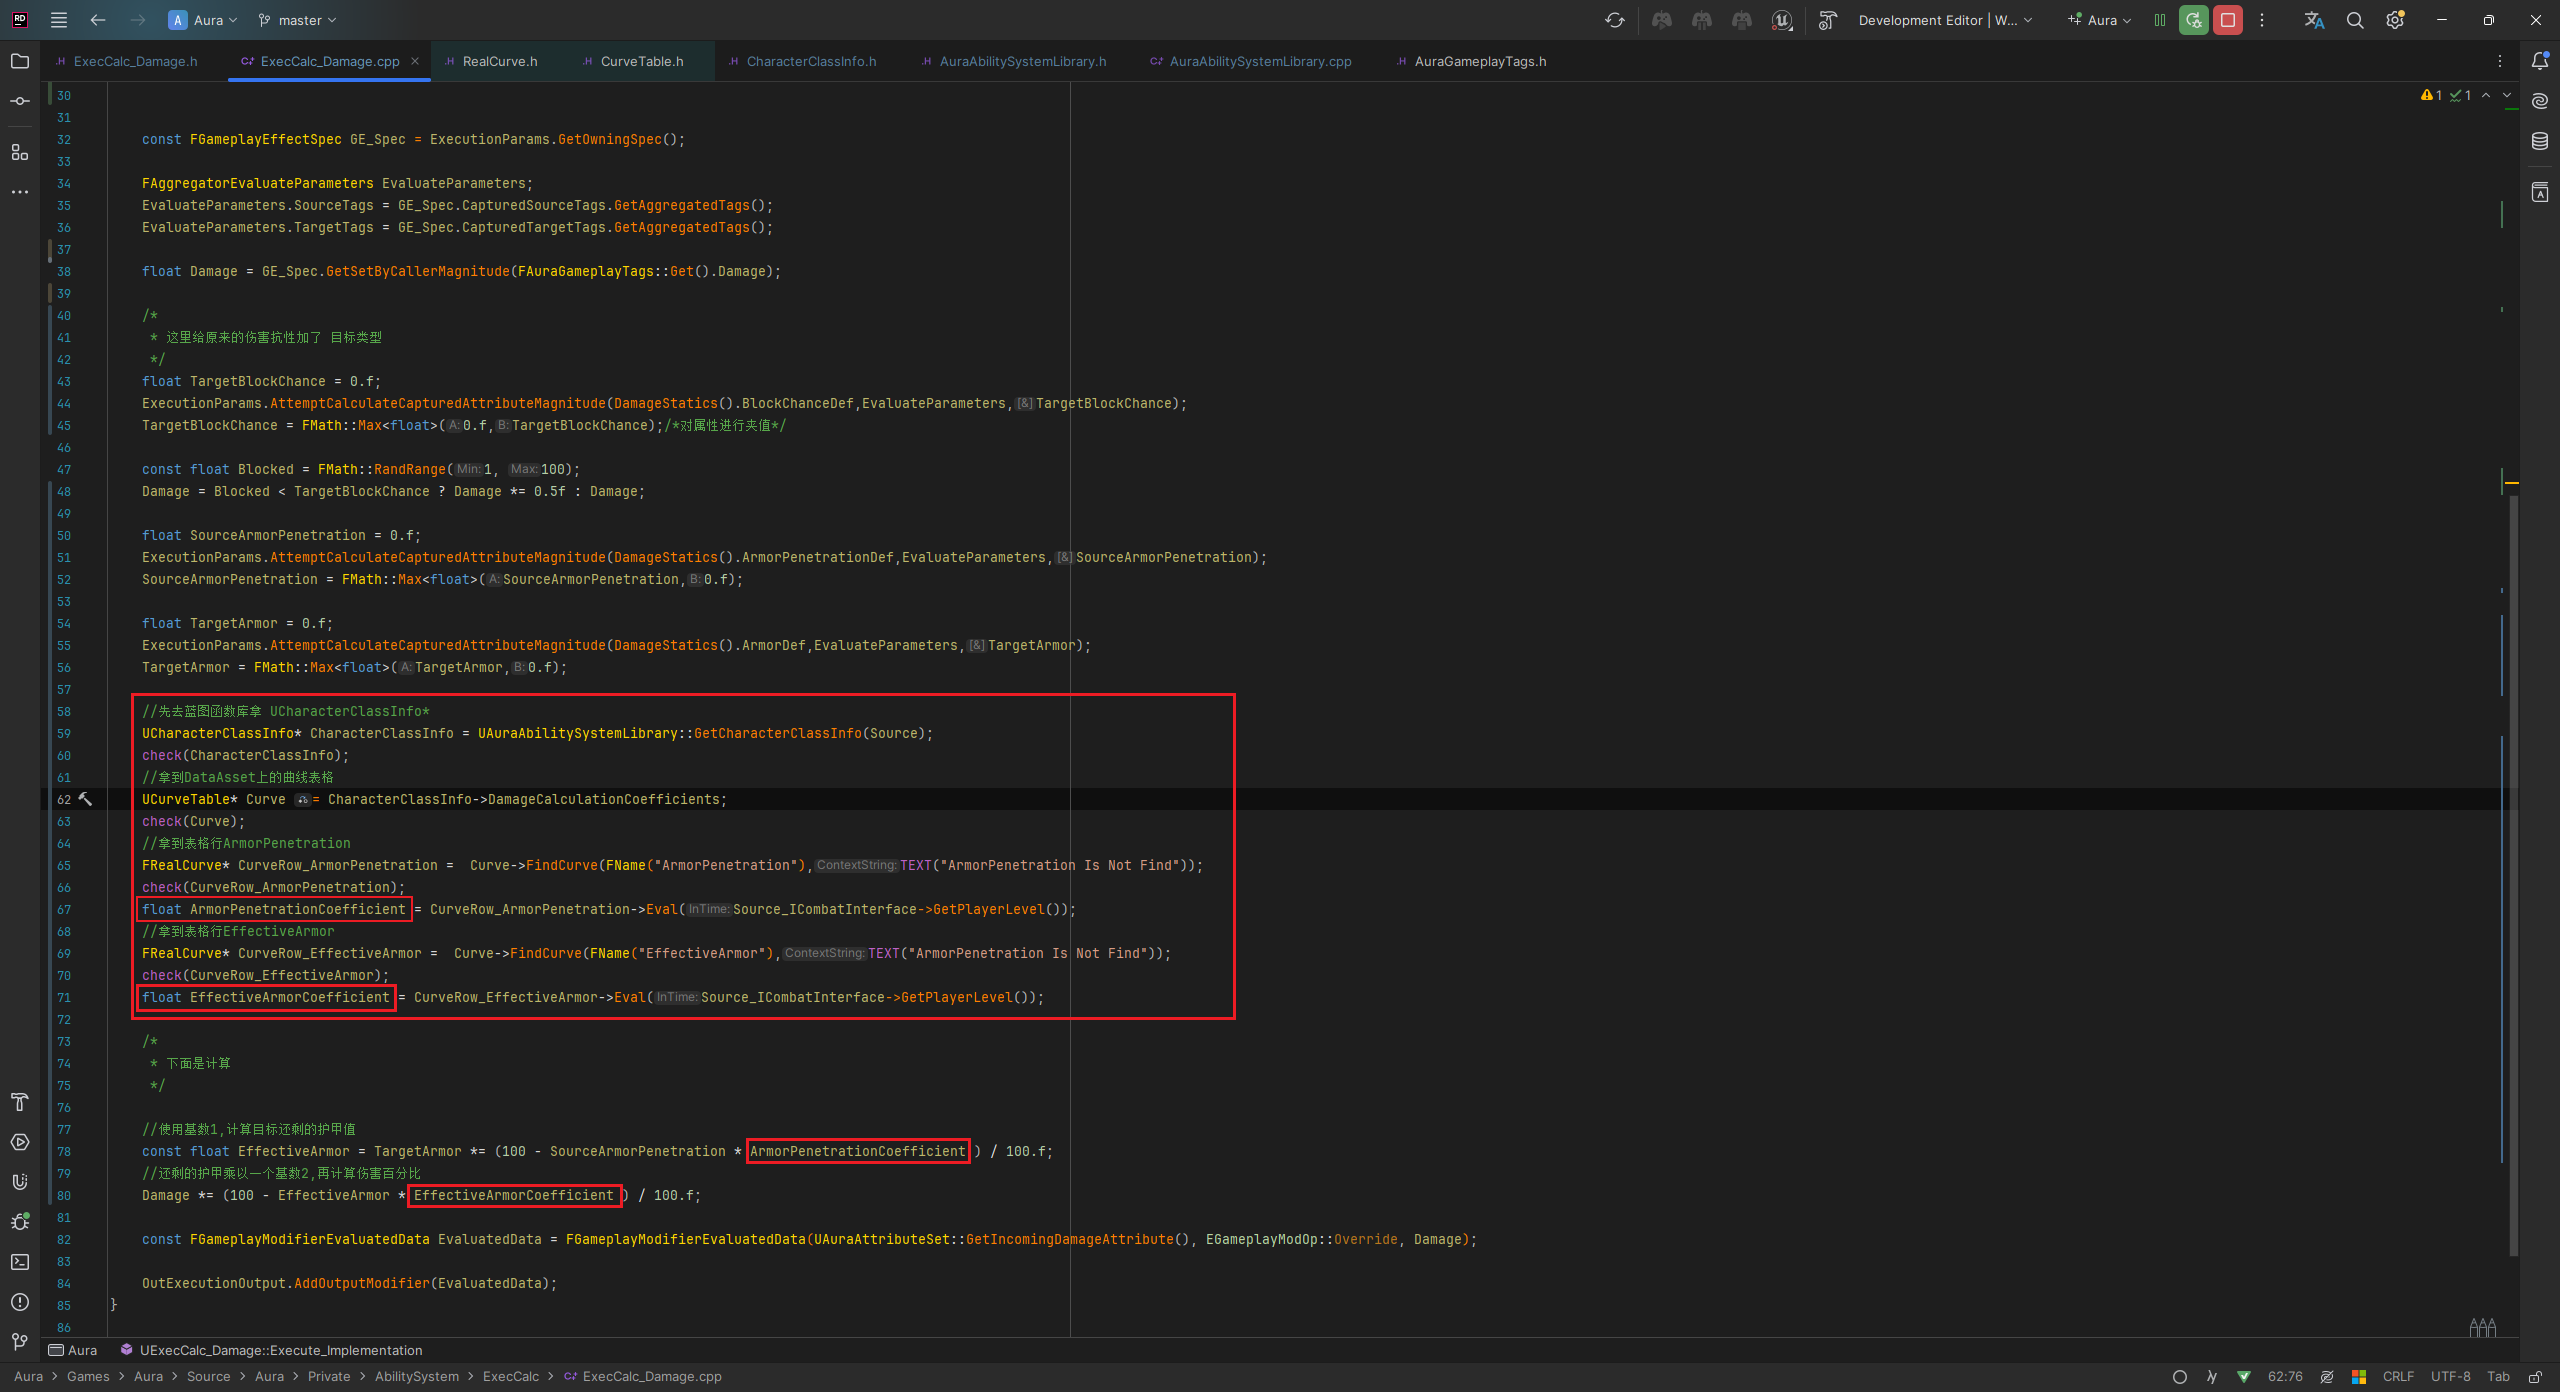 RD Aura master Development Editor | W... Aura
ExecCalc_Damage.h ExecCalc_Damage.cpp RealCurve.h CurveTable.h CharacterClassInfo.h AuraAbilitySystemLibrary.h AuraAbilitySystemLibrary.cpp AuraGameplayTags.h
30 1 1
31
32 const FGameplayEffectSpec GE_Spec = ExecutionParams.GetOwningSpec();
33
34 FAggregatorEvaluateParameters EvaluateParameters;
35 EvaluateParameters.SourceTags = GE_Spec.CapturedSourceTags.GetAggregatedTags();
36 EvaluateParameters.TargetTags = GE_Spec.CapturedTargetTags.GetAggregatedTags();
37
38 float Damage = GE_Spec.GetSetByCallerMagnitude(FAuraGameplayTags::Get().Damage);
39
40 /*
41 * 这里给原来的伤害抗性加了 目标类型
42 */
43 float TargetBlockChance = 0.f;
44 ExecutionParams.AttemptCalculateCapturedAttributeMagnitude(DamageStatics().BlockChanceDef,EvaluateParameters,[&]TargetBlockChance);
45 TargetBlockChance = FMath::Max<float>(A:0.f,B:TargetBlockChance);/*对属性进行夹值*/
46
47 const float Blocked = FMath::RandRange(Min:1, Max:100);
48 Damage = Blocked < TargetBlockChance ? Damage *= 0.5f : Damage;
49
50 float SourceArmorPenetration = 0.f;
51 ExecutionParams.AttemptCalculateCapturedAttributeMagnitude(DamageStatics().ArmorPenetrationDef,EvaluateParameters,[&]SourceArmorPenetration);
52 SourceArmorPenetration = FMath::Max<float>(A:SourceArmorPenetration,B:0.f);
53
54 float TargetArmor = 0.f;
55 ExecutionParams.AttemptCalculateCapturedAttributeMagnitude(DamageStatics().ArmorDef,EvaluateParameters,[&]TargetArmor);
56 TargetArmor = FMath::Max<float>(A:TargetArmor,B:0.f);
57
58 //先去蓝图函数库拿 UCharacterClassInfo*
59 UCharacterClassInfo* CharacterClassInfo = UAuraAbilitySystemLibrary::GetCharacterClassInfo(Source);
60 check(CharacterClassInfo);
61 //拿到DataAsset上的曲线表格
62 UCurveTable* Curve = CharacterClassInfo->DamageCalculationCoefficients;
63 check(Curve);
64 //拿到表格行ArmorPenetration
65 FRealCurve* CurveRow_ArmorPenetration =  Curve->FindCurve(FName("ArmorPenetration"),ContextString:TEXT("ArmorPenetration Is Not Find"));
66 check(CurveRow_ArmorPenetration);
67 float ArmorPenetrationCoefficient = CurveRow_ArmorPenetration->Eval(InTime:Source_ICombatInterface->GetPlayerLevel());
68 //拿到表格行EffectiveArmor
69 FRealCurve* CurveRow_EffectiveArmor =  Curve->FindCurve(FName("EffectiveArmor"),ContextString:TEXT("ArmorPenetration Is Not Find"));
70 check(CurveRow_EffectiveArmor);
71 float EffectiveArmorCoefficient = CurveRow_EffectiveArmor->Eval(InTime:Source_ICombatInterface->GetPlayerLevel());
72
73 /*
74 * 下面是计算
75 */
76
77 //使用基数1,计算目标还剩的护甲值
78 const float EffectiveArmor = TargetArmor *= (100 - SourceArmorPenetration * ArmorPenetrationCoefficient ) / 100.f;
79 //还剩的护甲乘以一个基数2,再计算伤害百分比
80 Damage *= (100 - EffectiveArmor * EffectiveArmorCoefficient ) / 100.f;
81
82 const FGameplayModifierEvaluatedData EvaluatedData = FGameplayModifierEvaluatedData(UAuraAttributeSet::GetIncomingDamageAttribute(), EGameplayModOp::Override, Damage);
83
84 OutExecutionOutput.AddOutputModifier(EvaluatedData);
85 }
86
Aura UExecCalc_Damage::Execute_Implementation
Aura > Games > Aura > Source > Aura > Private > AbilitySystem > ExecCalc > ExecCalc_Damage.cpp 62:76 CRLF UTF-8 Tab